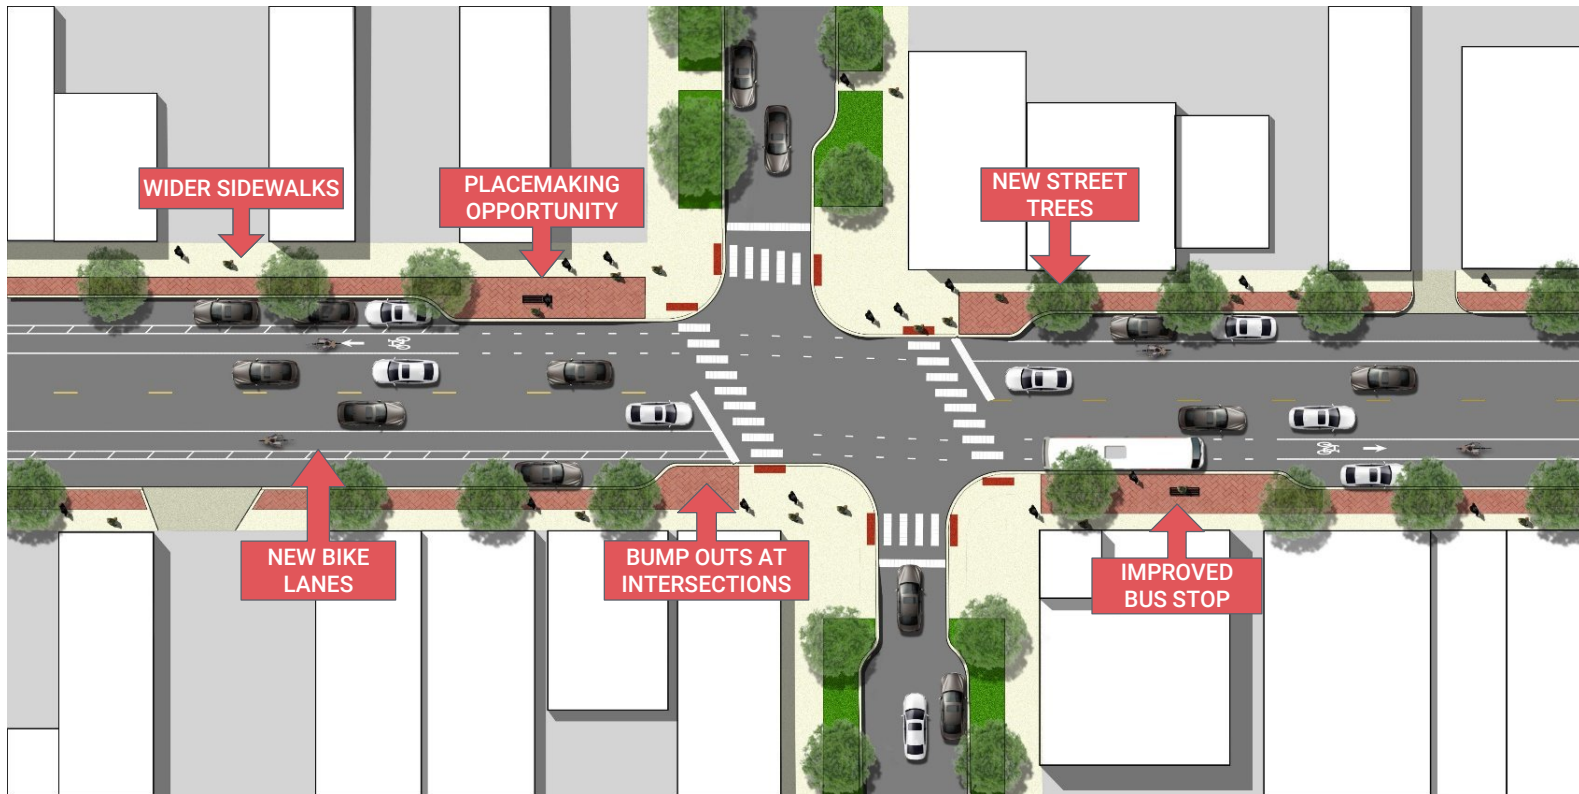 WIDER SIDEWALKS
PLACEMAKING
OPPORTUNITY
NEW STREET
TREES
NEW BIKE
LANES
BUMP OUTS AT
INTERSECTIONS
IMPROVED
BUS STOP